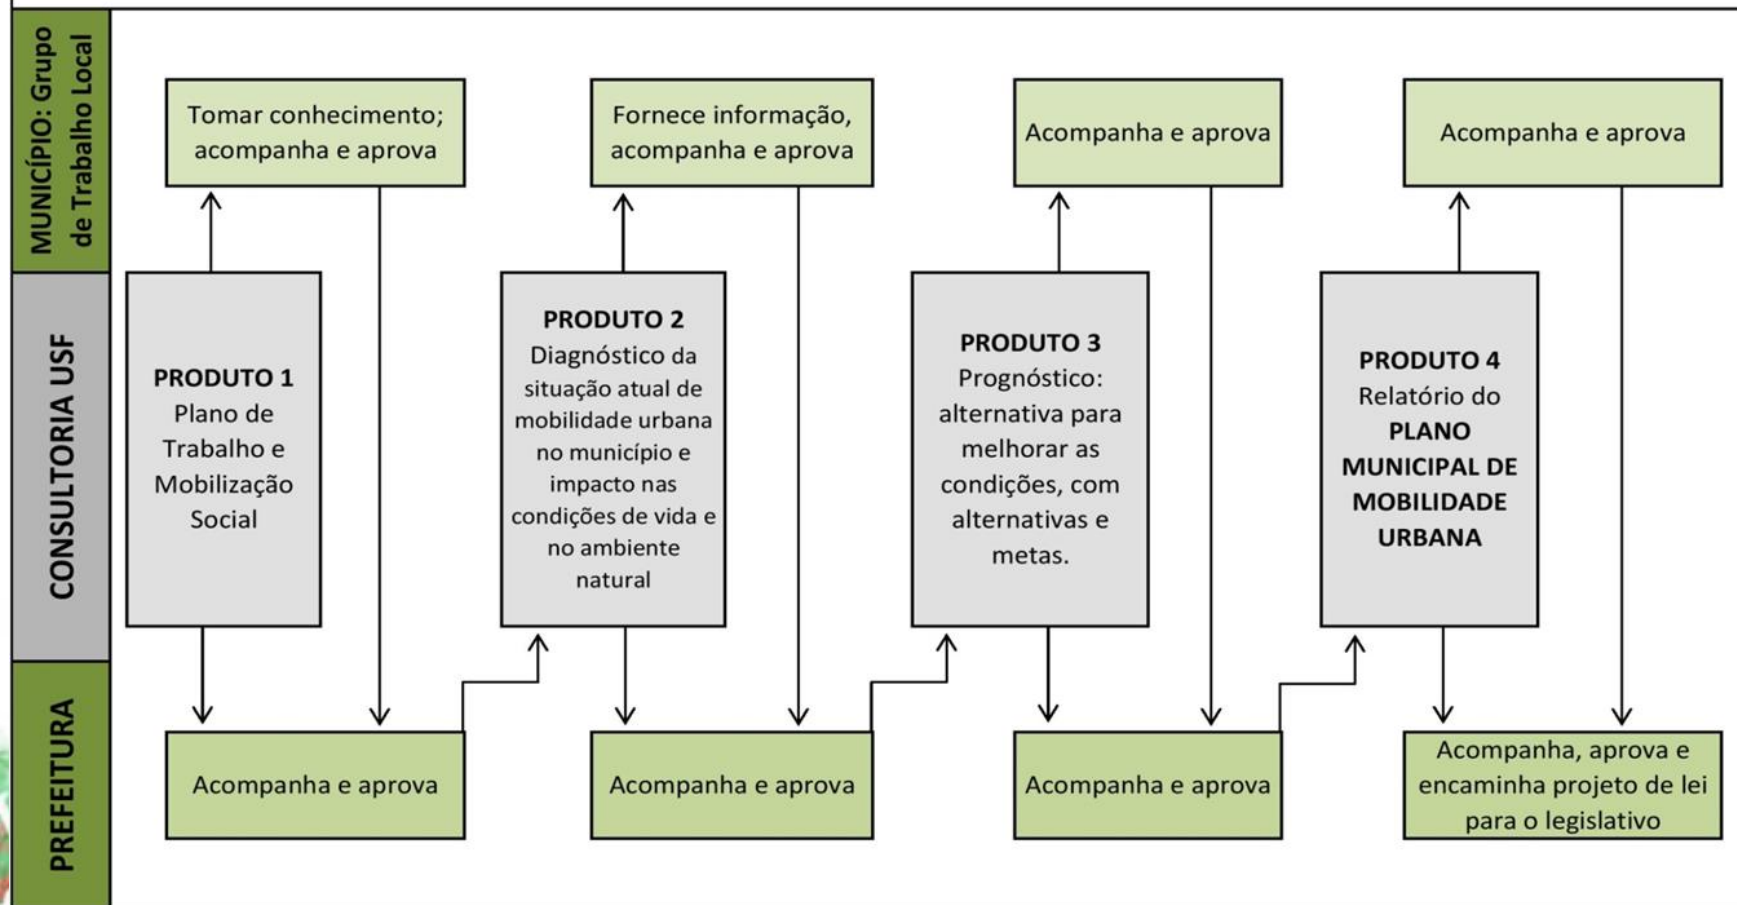 MUNICÍPIO: Grupo
de Trabalho Local
Tomar conhecimento;
acompanha e aprova
Fornece informação,
acompanha e aprova
Acompanha e aprova
Acompanha e aprova
CONSULTORIA USF
PRODUTO 1
Plano de
Trabalho e
Mobilização
Social
PRODUTO 2
Diagnóstico da
situação atual de
mobilidade urbana
no município e
impacto nas
condições de vida e
no ambiente
natural
PRODUTO 3
Prognóstico:
alternativa para
melhorar as
condições, com
alternativas e
metas.
PRODUTO 4
Relatório do
PLANO
MUNICIPAL DE
MOBILIDADE
URBANA
PREFEITURA
Acompanha e aprova
Acompanha e aprova
Acompanha e aprova
Acompanha, aprova e
encaminha projeto de lei
para o legislativo